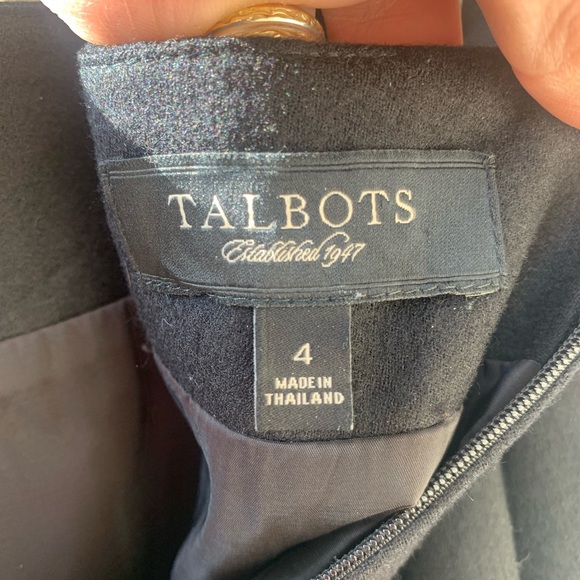 TALBOTS
Established 1947
4
MADE IN
THAILAND